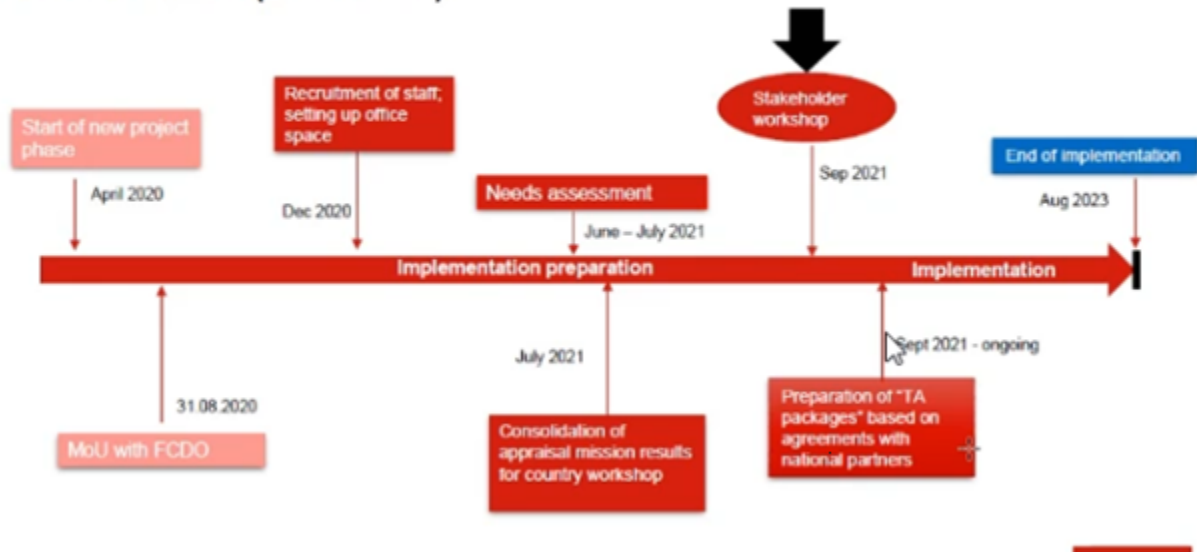 Start of new project
phase
April 2020
Recruitment of staff;
setting up office
space
Dec 2020
Needs assessment
June – July 2021
Stakeholder
workshop
Sep 2021
End of implementation
Aug 2023
Implementation preparation
Implementation
31.08.2020
MoU with FCDO
July 2021
Consolidation of
appraisal mission results
for country workshop
Sept 2021 - ongoing
Preparation of "TA
packages" based on
agreements with
national partners